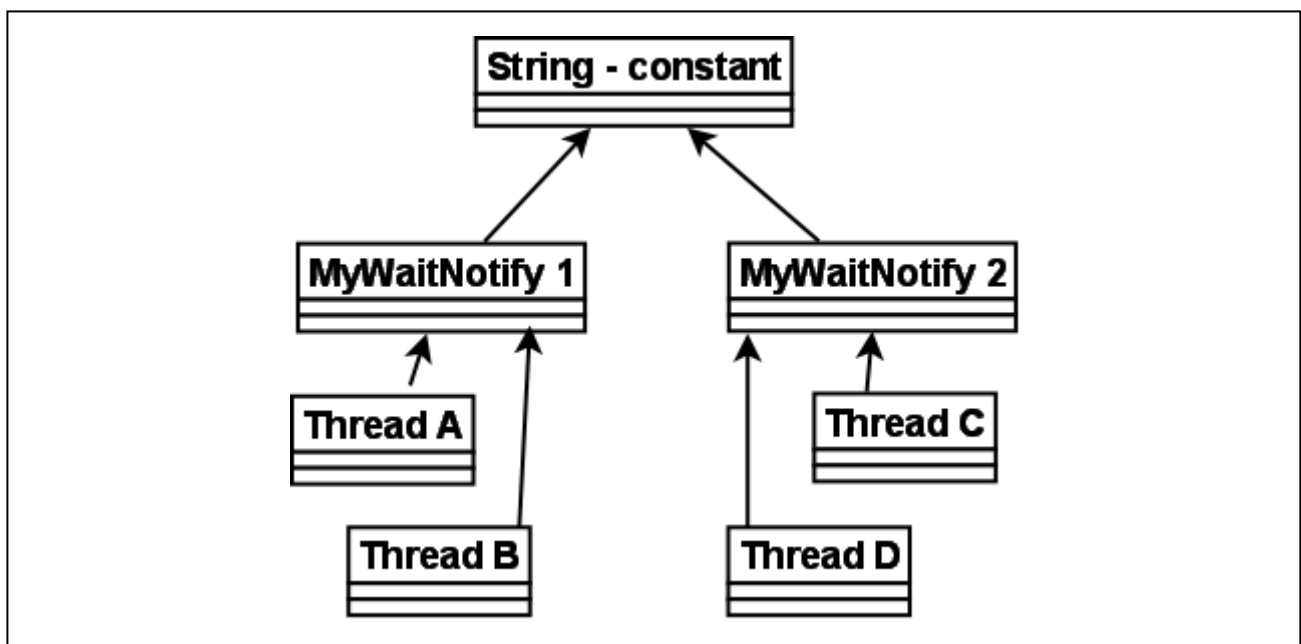 String - constant
MyWaitNotify 1
MyWaitNotify 2
Thread A
Thread C
Thread B
Thread D